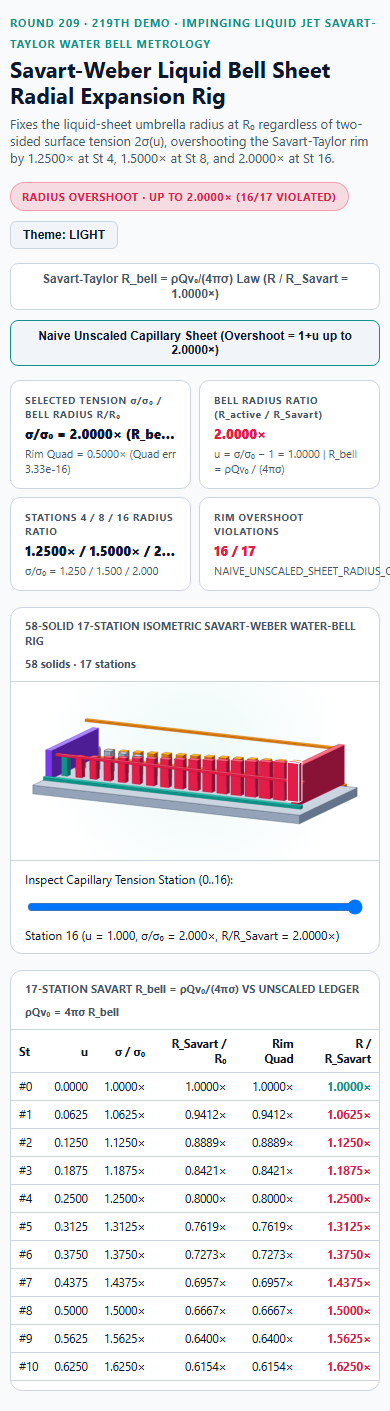 ROUND 209 · 219TH DEMO · IMPINGING LIQUID JET SAVART-
TAYLOR WATER BELL METROLOGY
Savart-Weber Liquid Bell Sheet
Radial Expansion Rig
Fixes the liquid-sheet umbrella radius at R₀ regardless of two-
sided surface tension 2σ(u), overshooting the Savart-Taylor rim
by 1.2500× at St 4, 1.5000× at St 8, and 2.0000× at St 16.
RADIUS OVERSHOOT · UP TO 2.0000× (16/17 VIOLATED)
Theme: LIGHT
Savart-Taylor R_bell = ρQv₀/(4πσ) Law (R / R_Savart =
1.0000×)
Naive Unscaled Capillary Sheet (Overshoot = 1+u up to
2.0000×)
SELECTED TENSION σ/σ₀ /
BELL RADIUS R/R₀
σ/σ₀ = 2.0000× (R_be...
Rim Quad = 0.5000× (Quad err
3.33e-16)
BELL RADIUS RATIO
(R_active / R_Savart)
2.0000×
u = σ/σ₀ − 1 = 1.0000 | R_bell
= ρQv₀ / (4πσ)
STATIONS 4 / 8 / 16 RADIUS
RATIO
1.2500× / 1.5000× / 2...
σ/σ₀ = 1.250 / 1.500 / 2.000
RIM OVERSHOOT
VIOLATIONS
16 / 17
NAIVE_UNSCALED_SHEET_RADIUS_
58-SOLID 17-STATION ISOMETRIC SAVART-WEBER WATER-BELL
RIG
58 solids · 17 stations
Inspect Capillary Tension Station (0..16):
Station 16 (u = 1.000, σ/σ₀ = 2.000×, R/R_Savart = 2.0000×)
17-STATION SAVART R_bell = ρQv₀/(4πσ) VS UNSCALED LEDGER
ρQv₀ = 4πσ R_bell
St u σ / σ₀ R_Savart / R₀ Rim Quad R / R_Savart
#0 0.0000 1.0000× 1.0000× 1.0000× 1.0000×
#1 0.0625 1.0625× 0.9412× 0.9412× 1.0625×
#2 0.1250 1.1250× 0.8889× 0.8889× 1.1250×
#3 0.1875 1.1875× 0.8421× 0.8421× 1.1875×
#4 0.2500 1.2500× 0.8000× 0.8000× 1.2500×
#5 0.3125 1.3125× 0.7619× 0.7619× 1.3125×
#6 0.3750 1.3750× 0.7273× 0.7273× 1.3750×
#7 0.4375 1.4375× 0.6957× 0.6957× 1.4375×
#8 0.5000 1.5000× 0.6667× 0.6667× 1.5000×
#9 0.5625 1.5625× 0.6400× 0.6400× 1.5625×
#10 0.6250 1.6250× 0.6154× 0.6154× 1.6250×